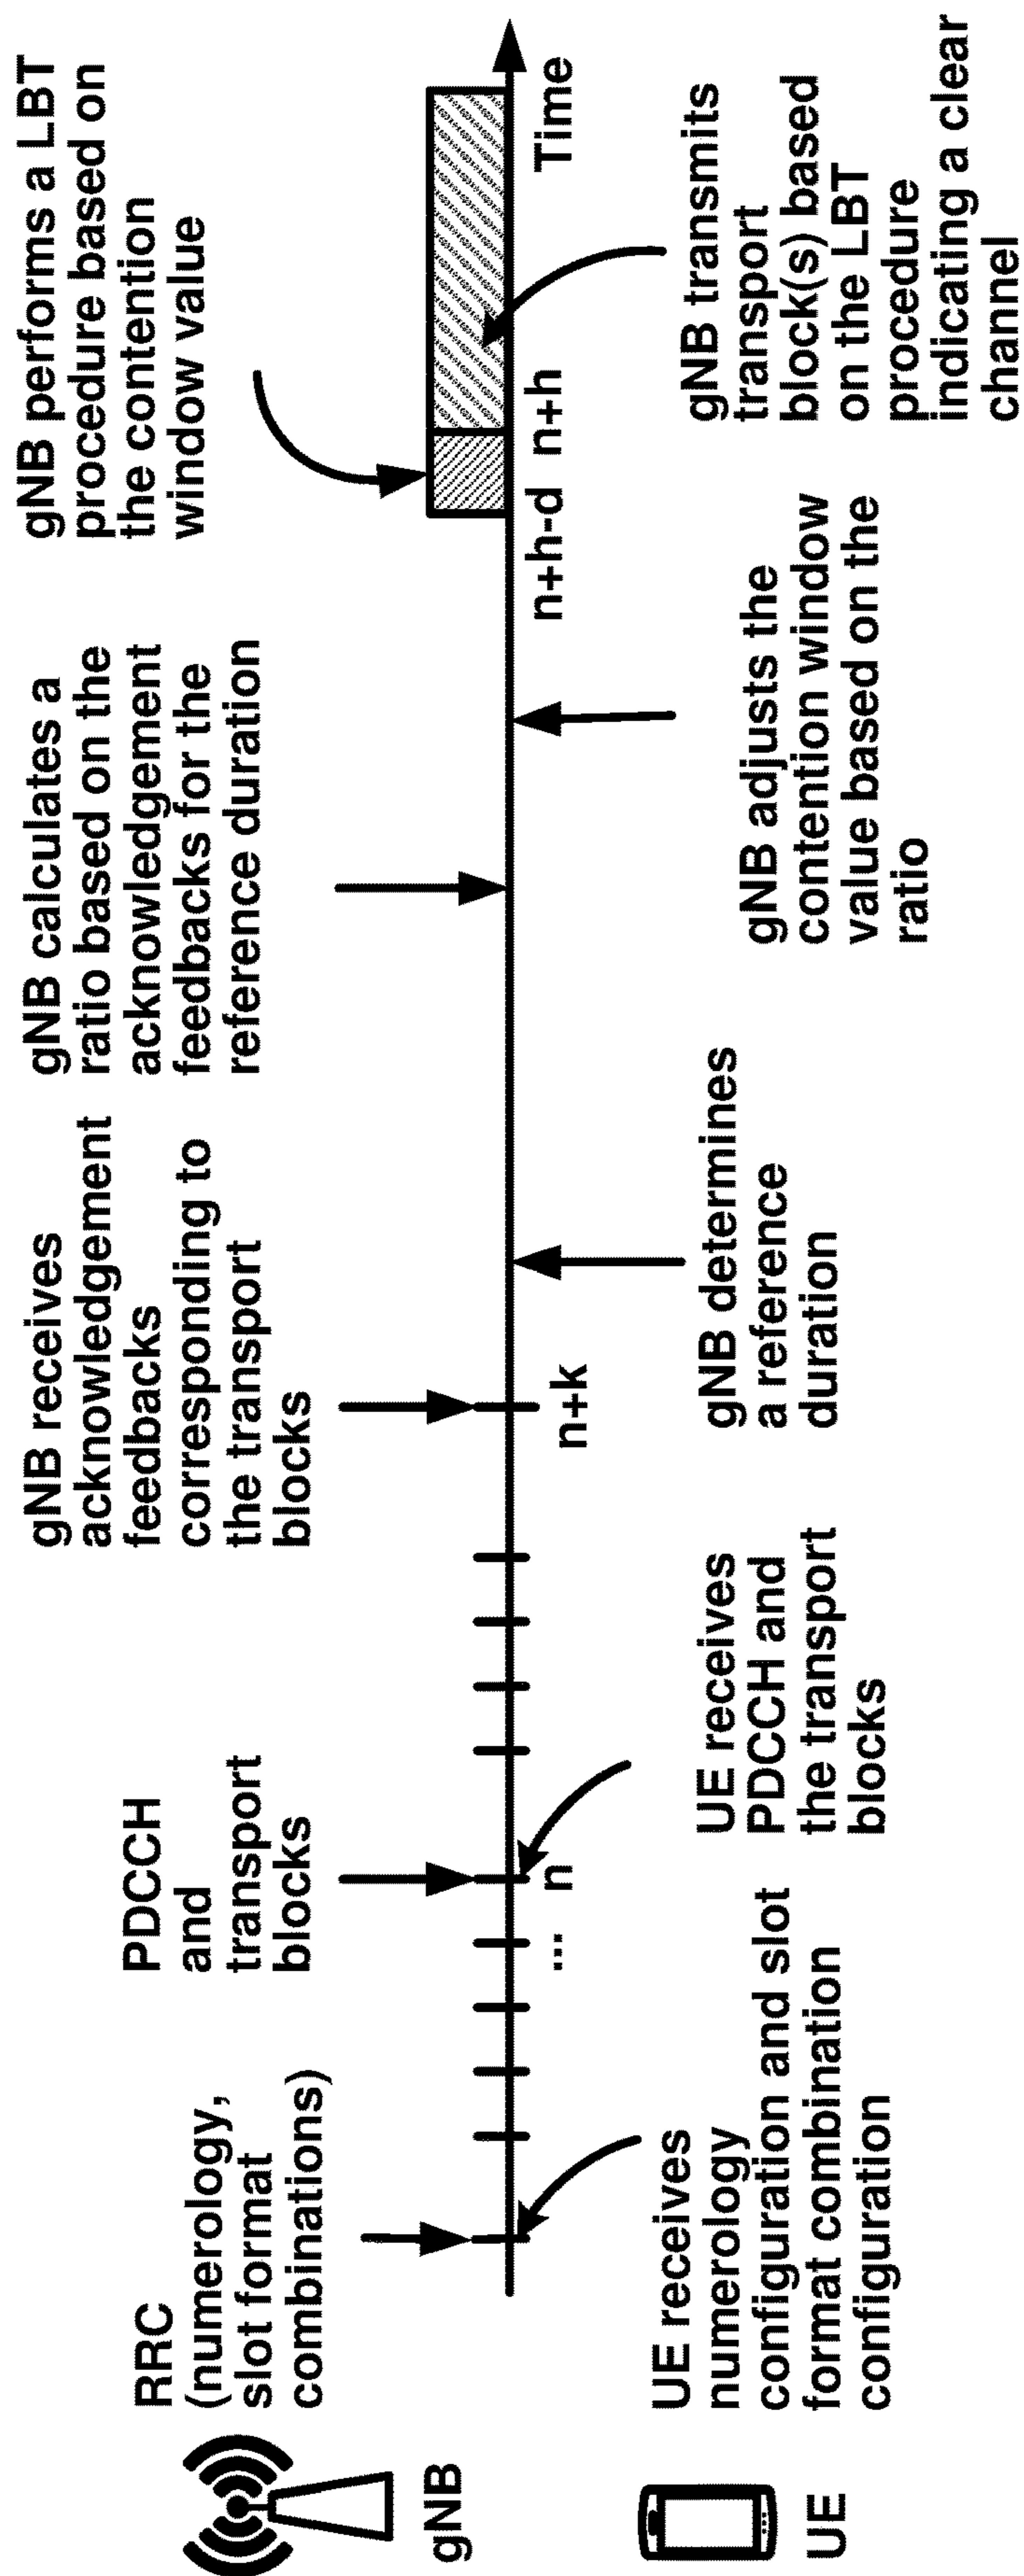 RRC
(numerology,
slot format
combinations)
PDCCH
and
transport
blocks
gNB receives
acknowledgement
feedbacks
corresponding to
the transport
blocks
gNB calculates a
ratio based on the
acknowledgement
feedbacks for the
reference duration
gNB performs a LBT
procedure based on
the contention
window value
gNB
...
n
n+k
n+h-d
n+h
Time
UE
UE receives
numerology
configuration and slot
format combination
configuration
UE receives
PDCCH and
the transport
blocks
gNB determines
a reference
duration
gNB adjusts the
contention window
value based on the
ratio
gNB transmits
transport
block(s) based
on the LBT
procedure
indicating a clear
channel